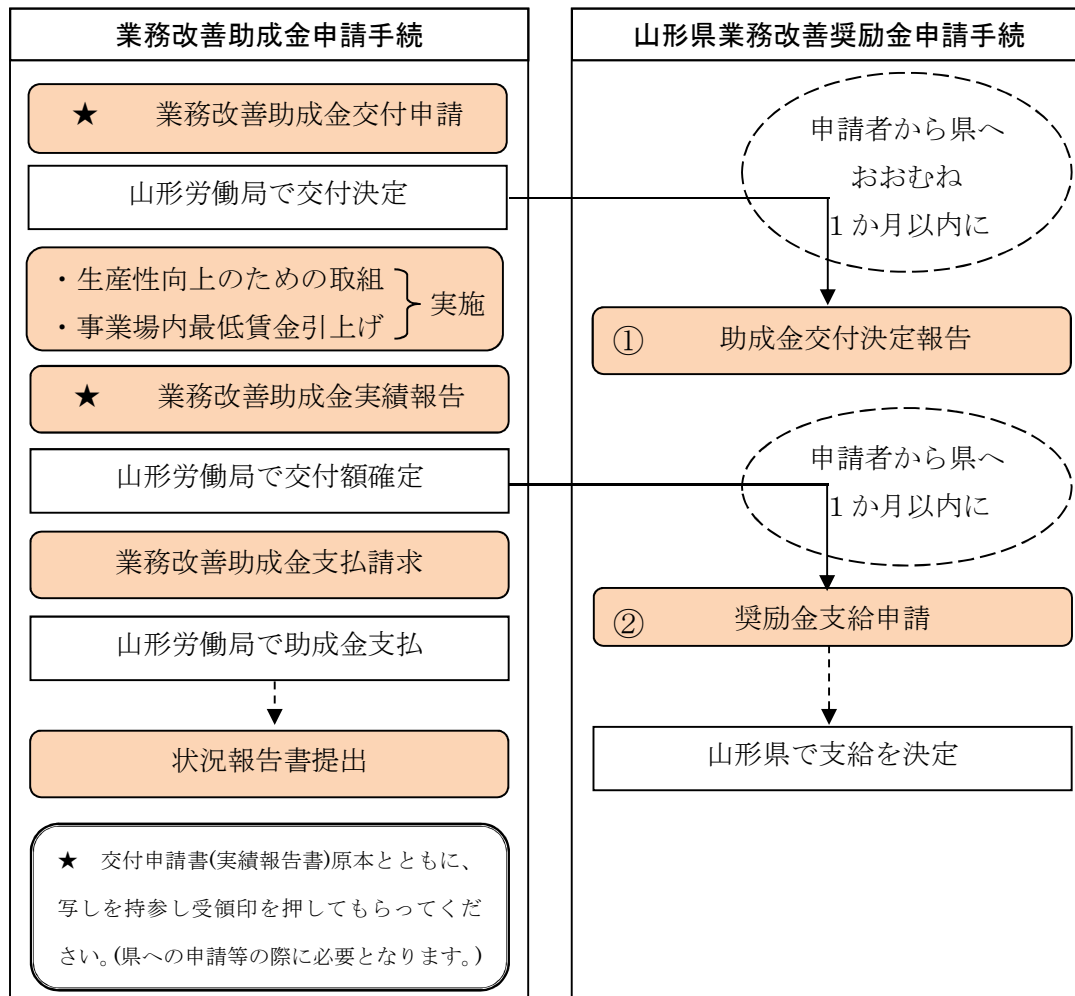 業務改善助成金申請手続
★　業務改善助成金交付申請
山形労働局で交付決定
・生産性向上のための取組
・事業場内最低賃金引上げ
実施
★　業務改善助成金実績報告
山形労働局で交付額確定
業務改善助成金支払請求
山形労働局で助成金支払
状況報告書提出
★　交付申請書(実績報告書)原本とともに、
写しを持参し受領印を押してもらってくだ
さい。(県への申請等の際に必要となります。)
山形県業務改善奨励金申請手続
申請者から県へ
おおむね
１か月以内に
①　助成金交付決定報告
申請者から県へ
１か月以内に
②　奨励金支給申請
山形県で支給を決定